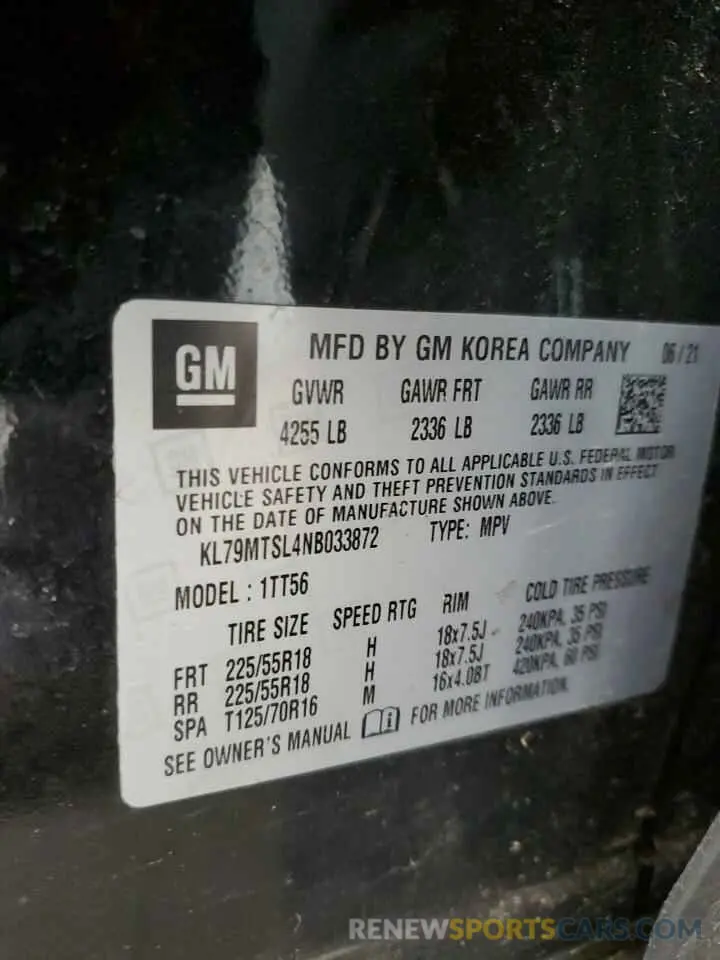 GM
MFD BY GM KOREA COMPANY 06/21
GVWR GAWR FRT GAWR RR
4255 LB 2336 LB 2336 LB
THIS VEHICLE CONFORMS TO ALL APPLICABLE U.S. FEDERAL MOTOR
VEHICLE SAFETY AND THEFT PREVENTION STANDARDS IN EFFECT
ON THE DATE OF MANUFACTURE SHOWN ABOVE.
KL79MTSL4NB033872 TYPE: MPV
MODEL : 1TT56
TIRE SIZE SPEED RTG RIM COLD TIRE PRESSURE
FRT 225/55R18 H 18x7.5J 240KPA, 35 PSI
RR 225/55R18 H 18x7.5J 240KPA, 35 PSI
SPA T125/70R16 M 16x4.0BT 420KPA, 60 PSI
SEE OWNER'S MANUAL FOR MORE INFORMATION.
RENEWSPORTSCARS.COM